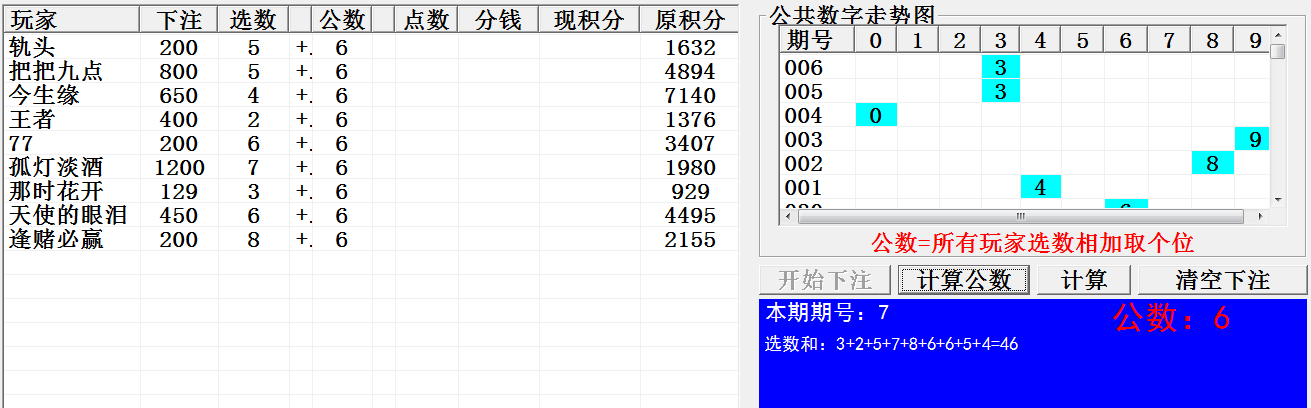 玩家 下注 选数 公数 点数 分钱 现积分 原积分
轨头 200 5 +. 6 1632
把把九点 800 5 +. 6 4894
今生缘 650 4 +. 6 7140
王者 400 2 +. 6 1376
77 200 6 +. 6 3407
孤灯淡酒 1200 7 +. 6 1980
那时花开 129 3 +. 6 929
天使的眼泪 450 6 +. 6 4495
逢赌必赢 200 8 +. 6 2155
公共数字走势图
期号 0 1 2 3 4 5 6 7 8 9
006 3
005 3
004 0
003 9
002 8
001 4
公数=所有玩家选数相加取个位
开始下注 计算公数 计算 清空下注
本期期号：7 公数：6
选数和：3+2+5+7+8+6+6+5+4=46